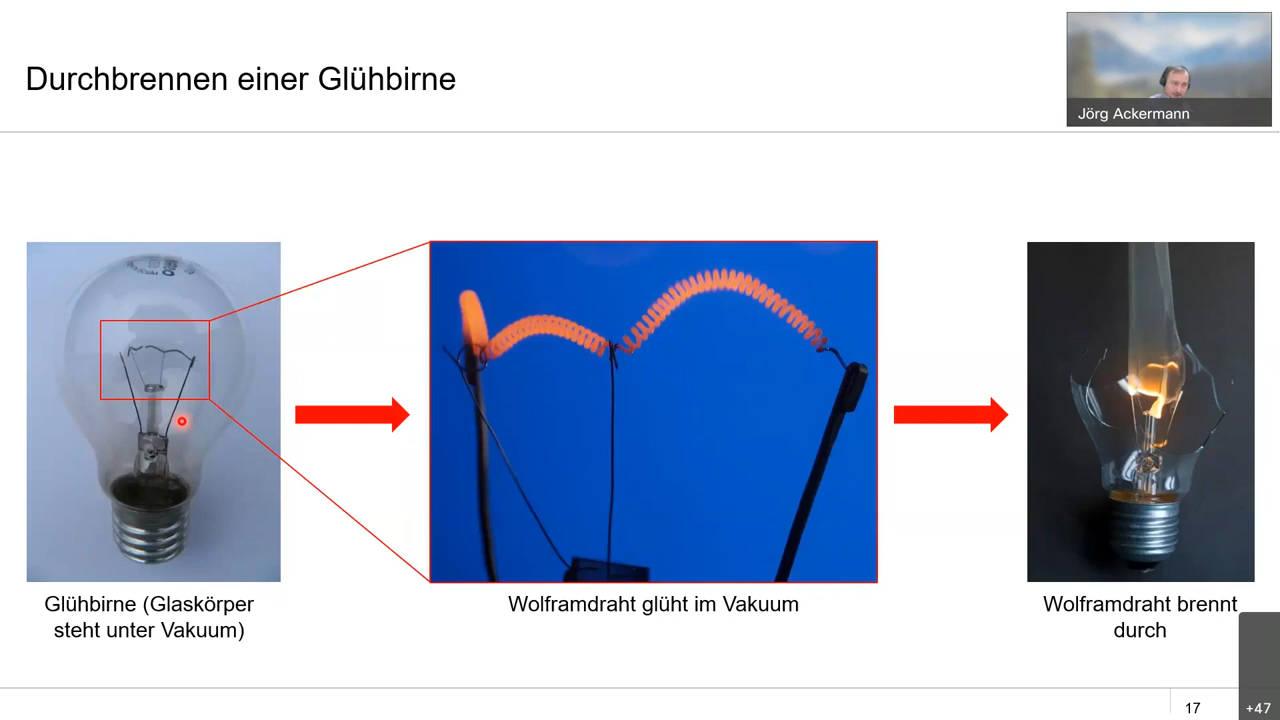 Durchbrennen einer Glühbirne
Jörg Ackermann
Glühbirne (Glaskörper
steht unter Vakuum)
Wolframdraht glüht im Vakuum
Wolframdraht brennt
durch
17
+47